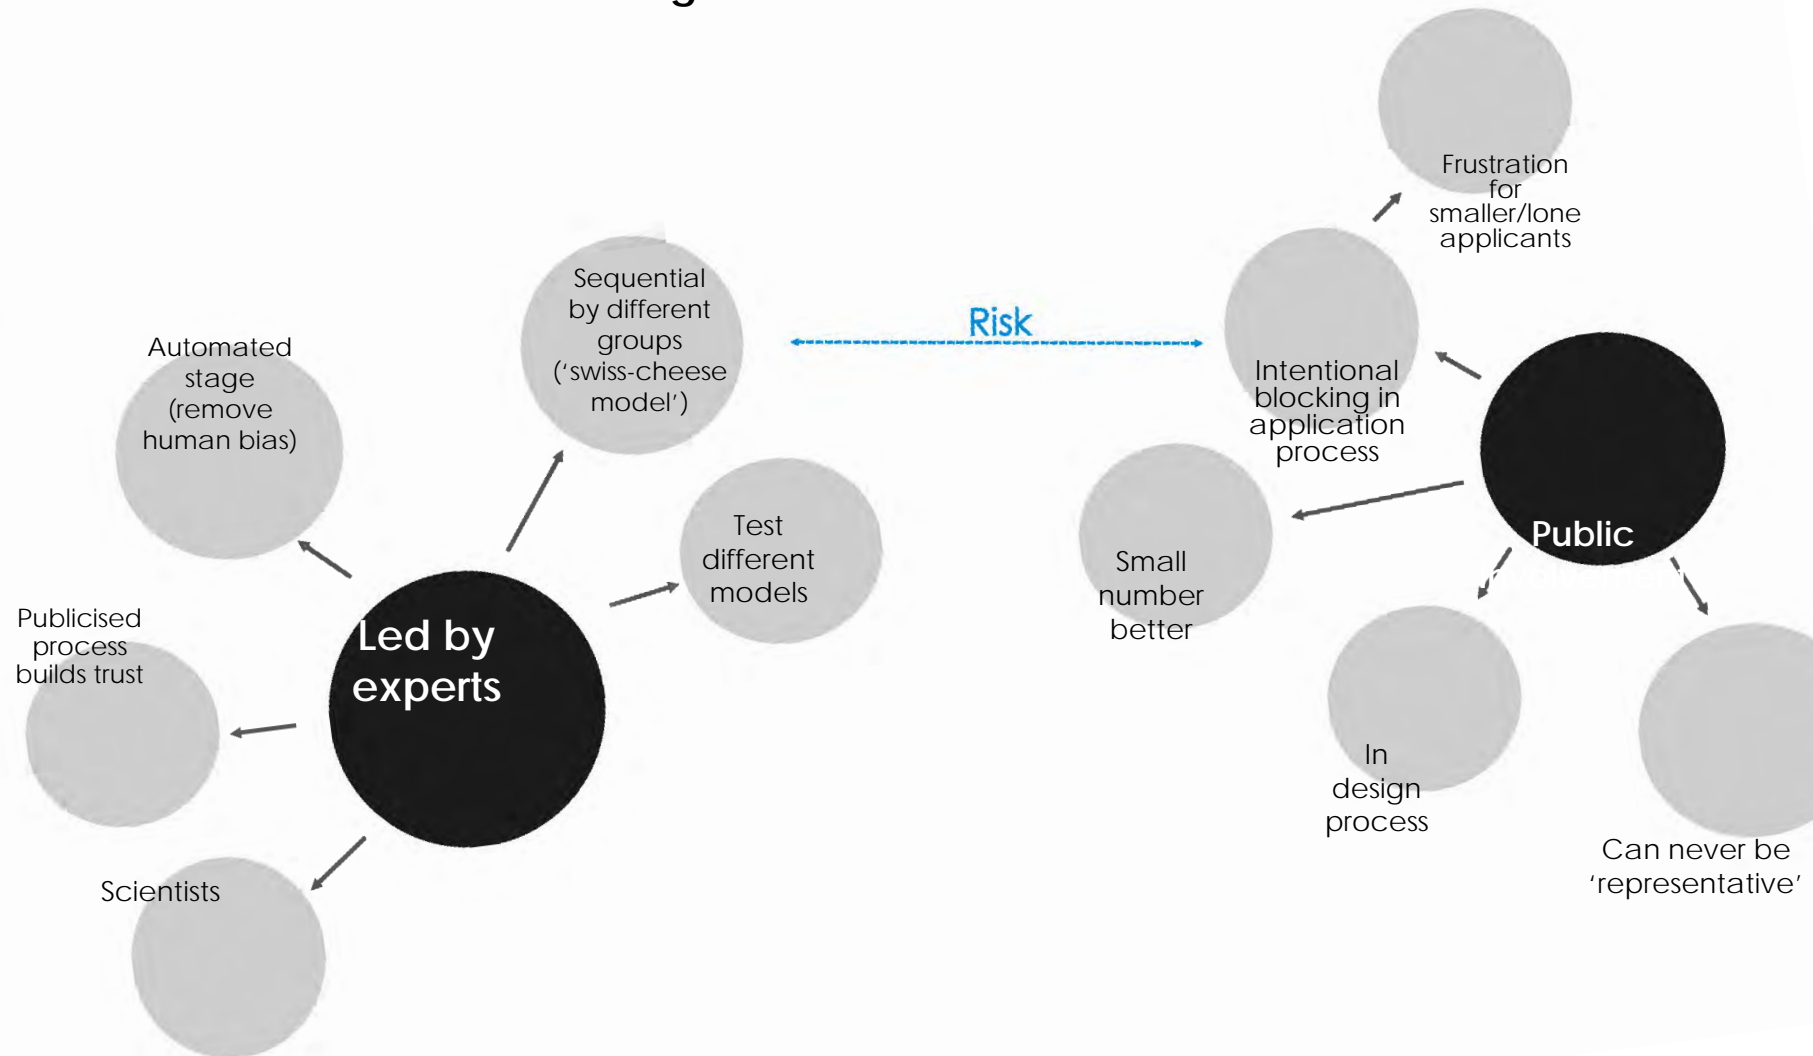 Frustration
for
smaller/lone
applicants
Sequential
by different
groups
('swiss-cheese
model')
Risk
Automated
stage
(remove
human bias)
Intentional
blocking in
application
process
Test
different
models
Public
Small
number
better
Publicised
process
builds trust
Led by
experts
In
design
process
Can never be
'representative'
Scientists